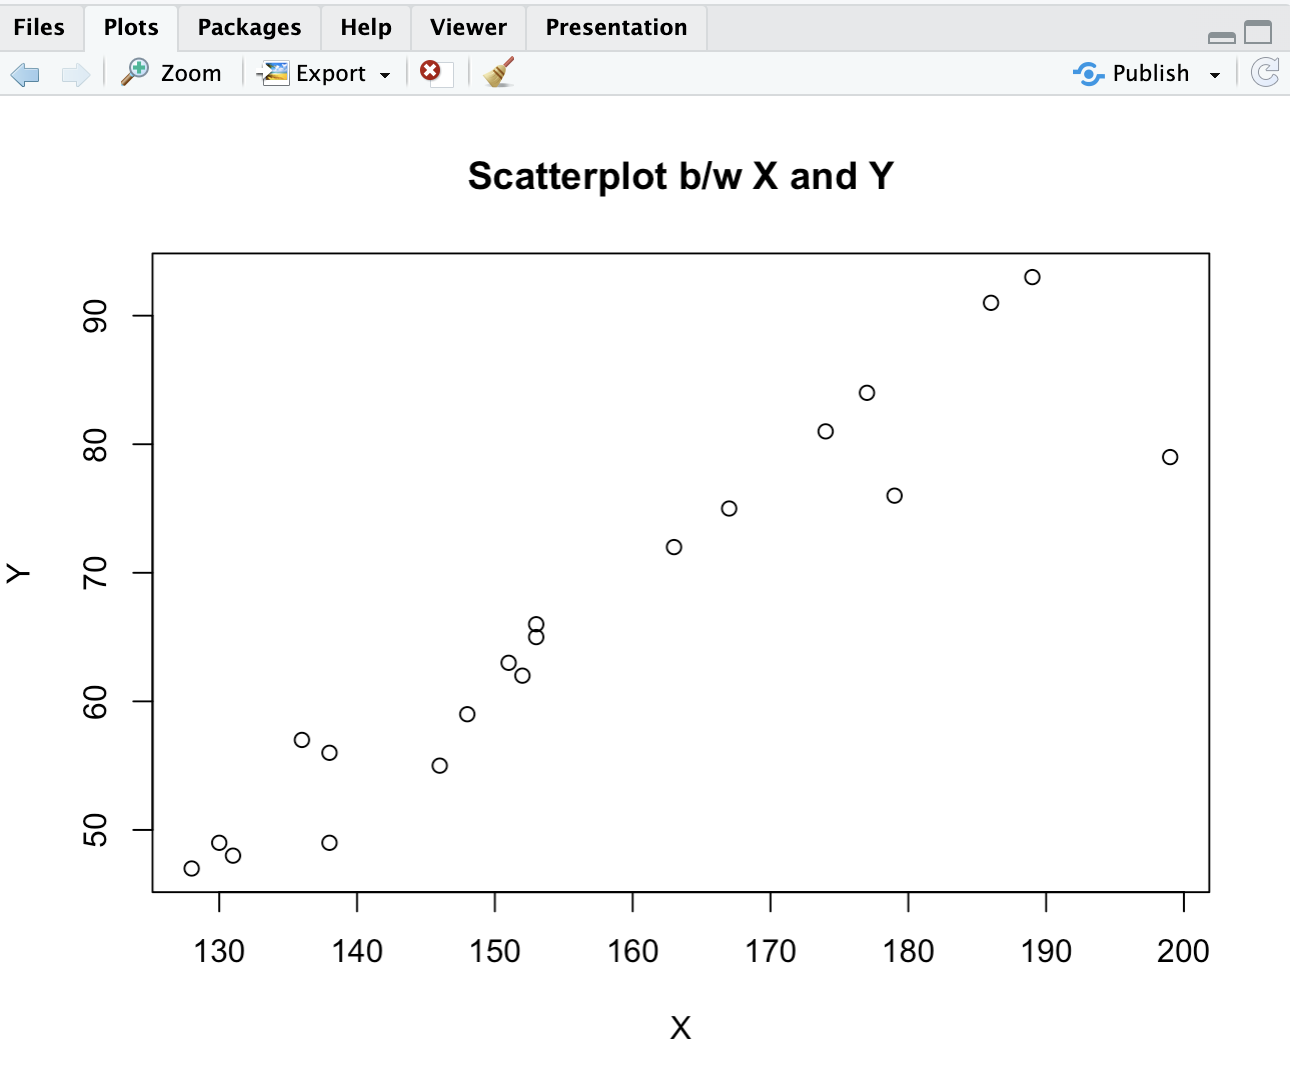 Files Plots Packages Help Viewer Presentation
Zoom Export Publish
Scatterplot b/w X and Y
90
80
70
60
50
Y
130 140 150 160 170 180 190 200
X